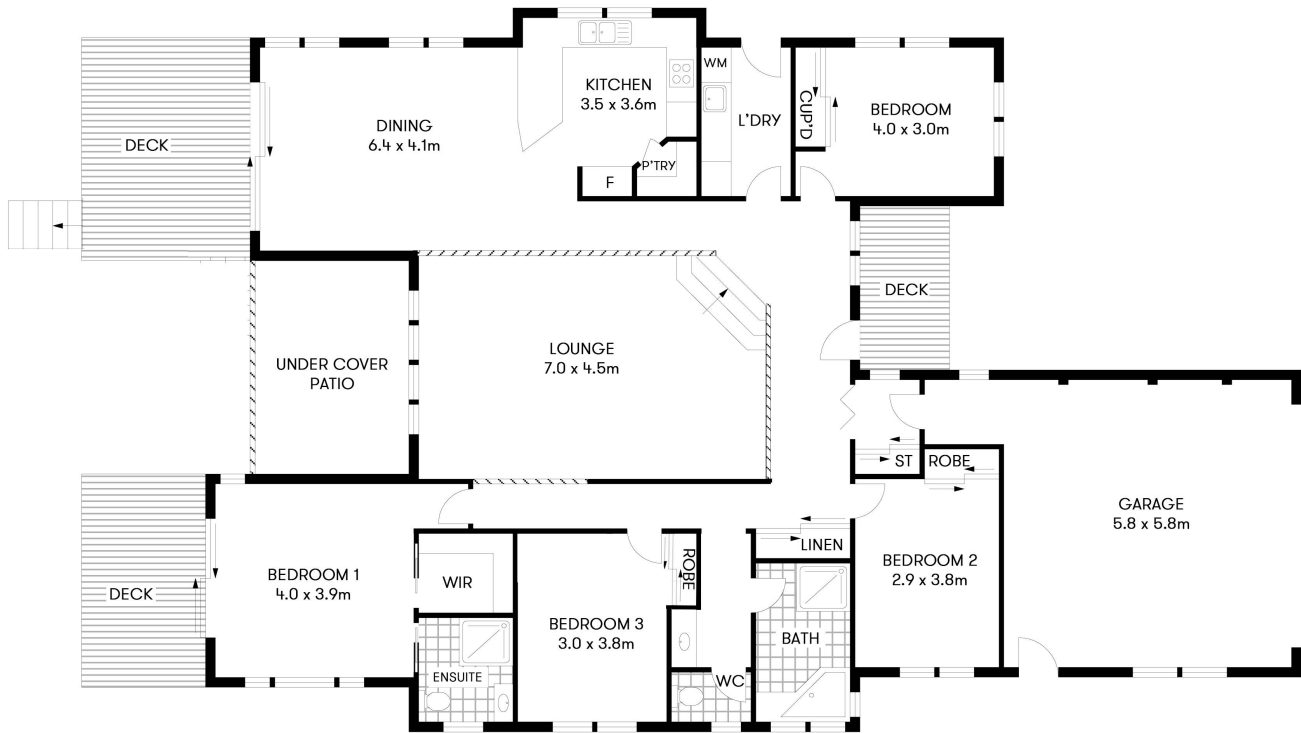 DECK
DINING
6.4 x 4.1m
KITCHEN
3.5 x 3.6m
P'TRY
F
WM
L'DRY
CUP'D
BEDROOM
4.0 x 3.0m
DECK
UNDER COVER
PATIO
LOUNGE
7.0 x 4.5m
ST
ROBE
GARAGE
5.8 x 5.8m
DECK
BEDROOM 1
4.0 x 3.9m
WIR
ENSUITE
BEDROOM 3
3.0 x 3.8m
ROBE
WC
LINEN
BATH
BEDROOM 2
2.9 x 3.8m